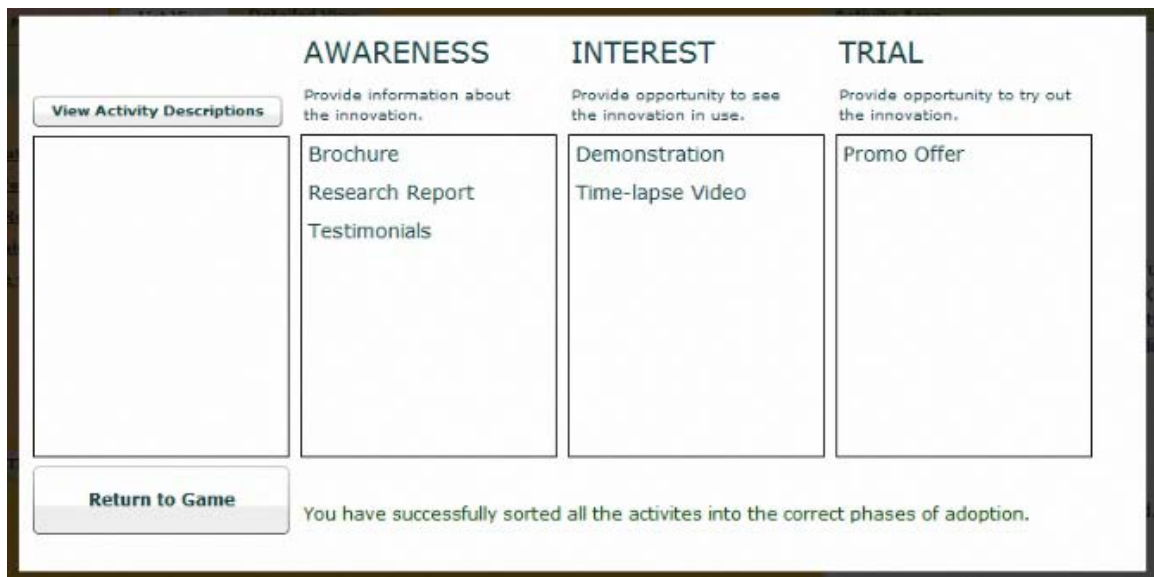 AWARENESS
INTEREST
TRIAL
View Activity Descriptions
Provide information about
the innovation.
Provide opportunity to see
the innovation in use.
Provide opportunity to try out
the innovation.
Brochure
Research Report
Testimonials
Demonstration
Time-lapse Video
Promo Offer
Return to Game
You have successfully sorted all the activites into the correct phases of adoption.